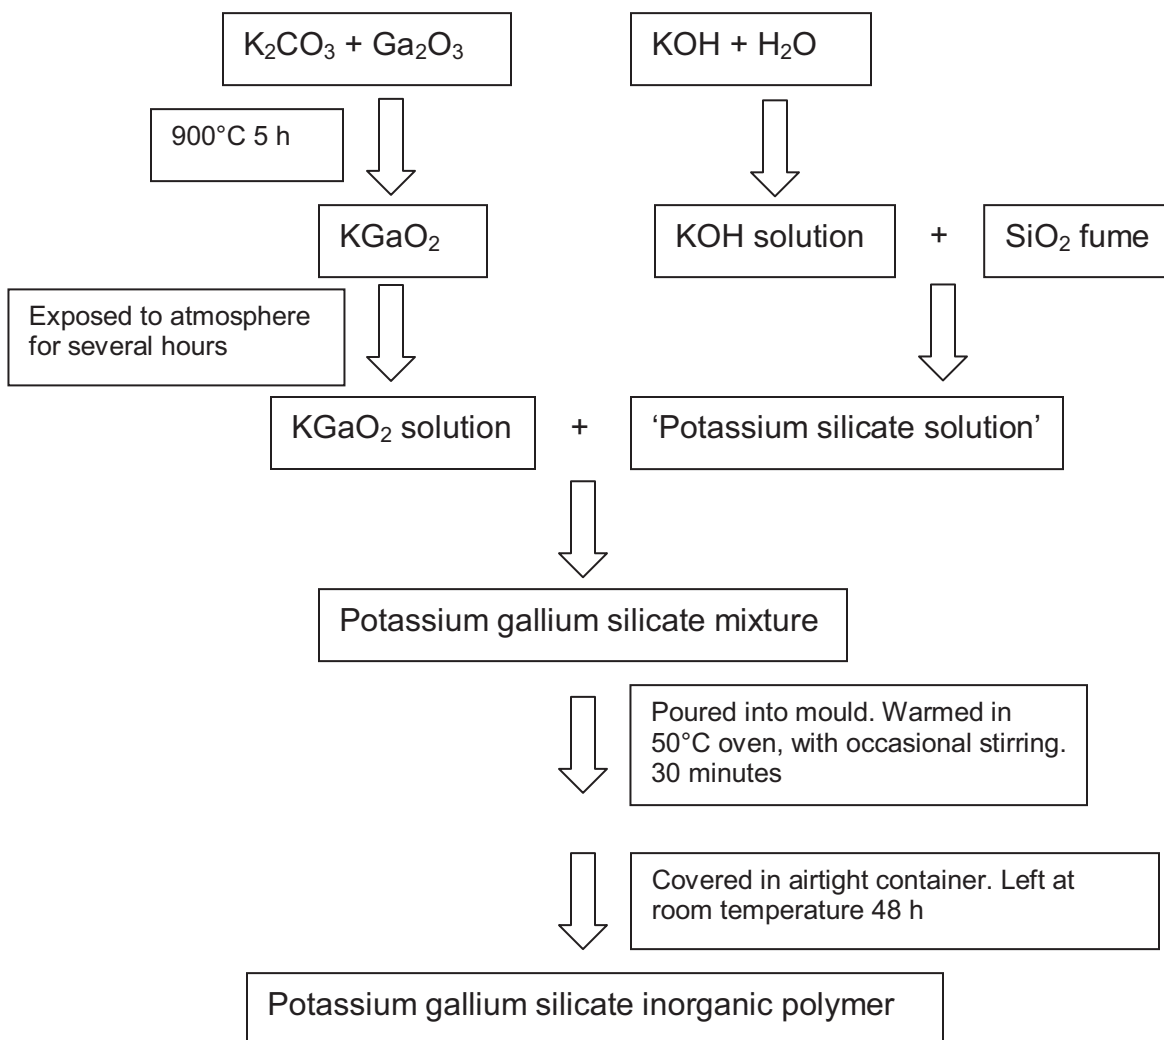 K₂CO₃ + Ga₂O₃
KOH + H₂O
900°C 5 h
KGaO₂
KOH solution
+
SiO₂ fume
Exposed to atmosphere
for several hours
KGaO₂ solution
+
‘Potassium silicate solution’
Potassium gallium silicate mixture
Poured into mould. Warmed in
50°C oven, with occasional stirring.
30 minutes
Covered in airtight container. Left at
room temperature 48 h
Potassium gallium silicate inorganic polymer